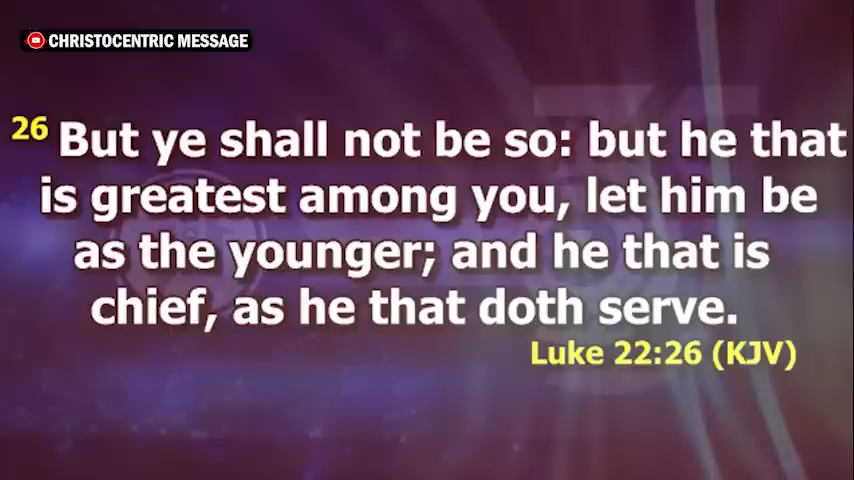 CHRISTOCENTRIC MESSAGE
26 But ye shall not be so: but he that
is greatest among you, let him be
as the younger; and he that is
chief, as he that doth serve.
Luke 22:26 (KJV)